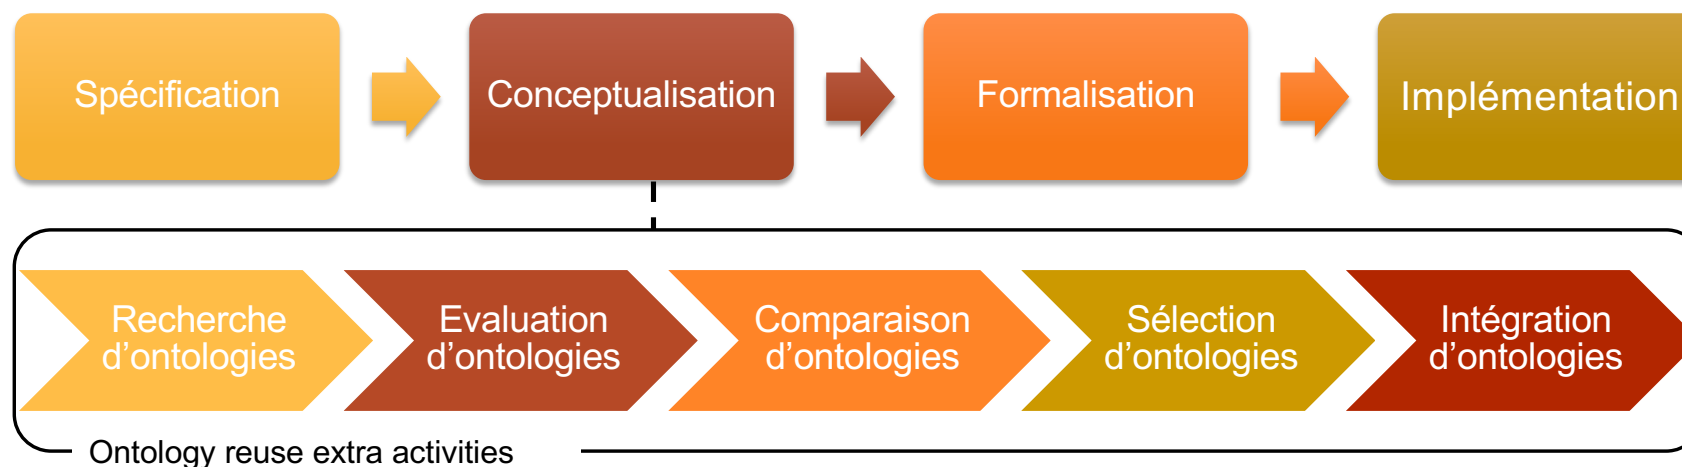 Spécification
Conceptualisation
Formalisation
Implémentation
Recherche
d’ontologies
Evaluation
d’ontologies
Comparaison
d’ontologies
Sélection
d’ontologies
Intégration
d’ontologies
Ontology reuse extra activities